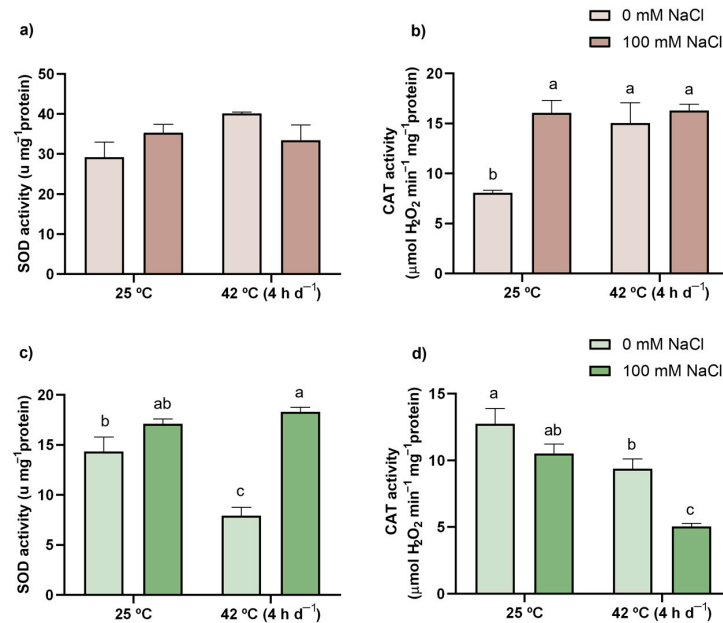 0 mM NaCl
100 mM NaCl
a)
SOD activity (u mg⁻¹protein)
50
40
30
20
10
0
25 ºC
42 ºC (4 h d⁻¹)
b)
CAT activity
(μmol H₂O₂ min⁻¹ mg⁻¹protein)
20
15
10
5
0
b
a
a
a
25 ºC
42 ºC (4 h d⁻¹)
0 mM NaCl
100 mM NaCl
c)
SOD activity (u mg⁻¹protein)
20
15
10
5
0
b
ab
c
a
25 ºC
42 ºC (4 h d⁻¹)
d)
CAT activity
(μmol H₂O₂ min⁻¹ mg⁻¹protein)
15
10
5
0
a
ab
b
c
25 ºC
42 ºC (4 h d⁻¹)